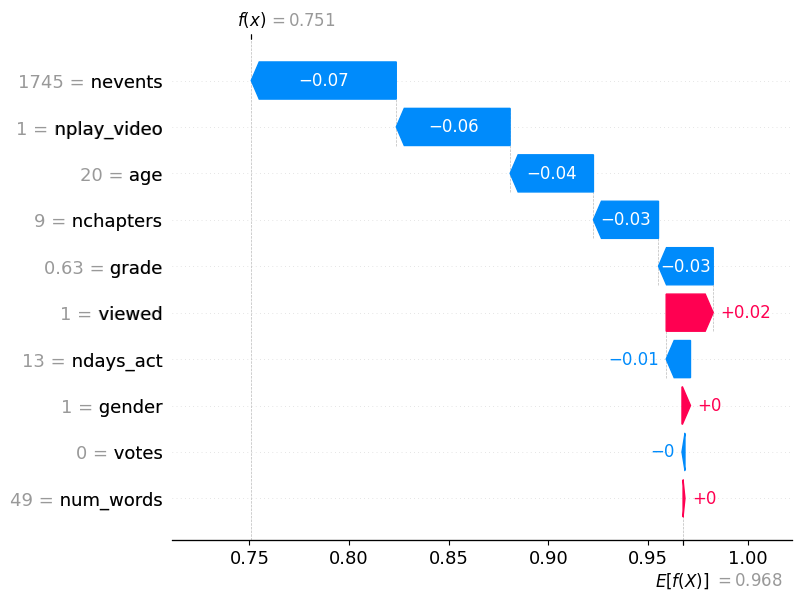 f(x) = 0.751
1745 = nevents −0.07
1 = nplay_video −0.06
20 = age −0.04
9 = nchapters −0.03
0.63 = grade −0.03
1 = viewed +0.02
13 = ndays_act −0.01
1 = gender +0
0 = votes −0
49 = num_words +0
0.75 0.80 0.85 0.90 0.95 1.00
E[f(X)] = 0.968